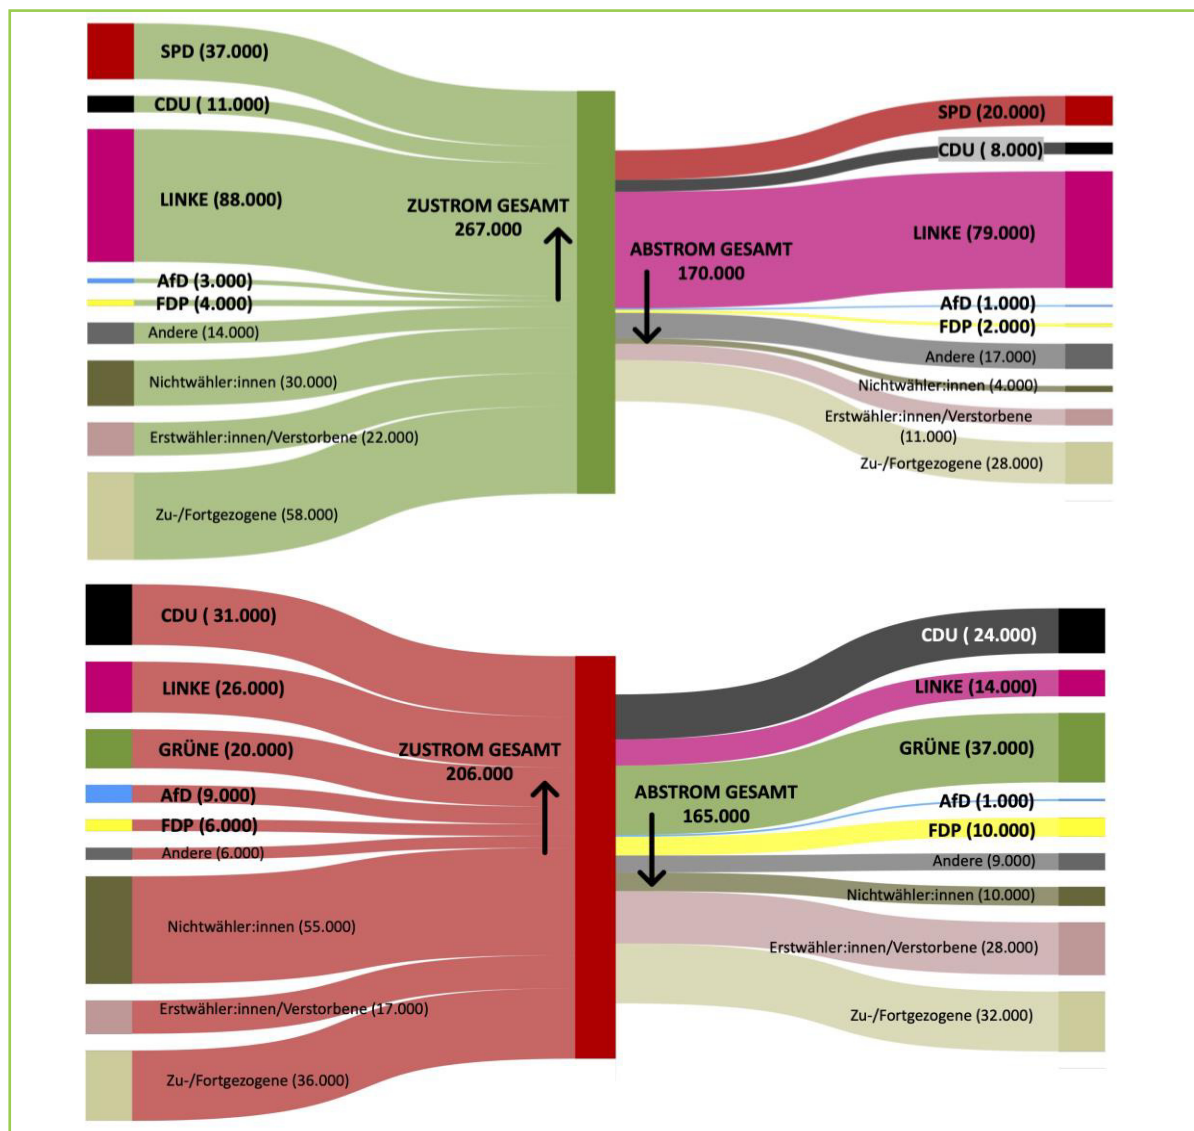 SPD (37.000)
CDU ( 11.000)
LINKE (88.000)
AfD (3.000)
FDP (4.000)
Andere (14.000)
Nichtwähler:innen (30.000)
Erstwähler:innen/Verstorbene (22.000)
Zu-/Fortgezogene (58.000)
ZUSTROM GESAMT
267.000
ABSTROM GESAMT
170.000
SPD (20.000)
CDU ( 8.000)
LINKE (79.000)
AfD (1.000)
FDP (2.000)
Andere (17.000)
Nichtwähler:innen (4.000)
Erstwähler:innen/Verstorbene
(11.000)
Zu-/Fortgezogene (28.000)
CDU ( 31.000)
LINKE (26.000)
GRÜNE (20.000)
AfD (9.000)
FDP (6.000)
Andere (6.000)
Nichtwähler:innen (55.000)
Erstwähler:innen/Verstorbene (17.000)
Zu-/Fortgezogene (36.000)
ZUSTROM GESAMT
206.000
ABSTROM GESAMT
165.000
CDU ( 24.000)
LINKE (14.000)
GRÜNE (37.000)
AfD (1.000)
FDP (10.000)
Andere (9.000)
Nichtwähler:innen (10.000)
Erstwähler:innen/Verstorbene (28.000)
Zu-/Fortgezogene (32.000)